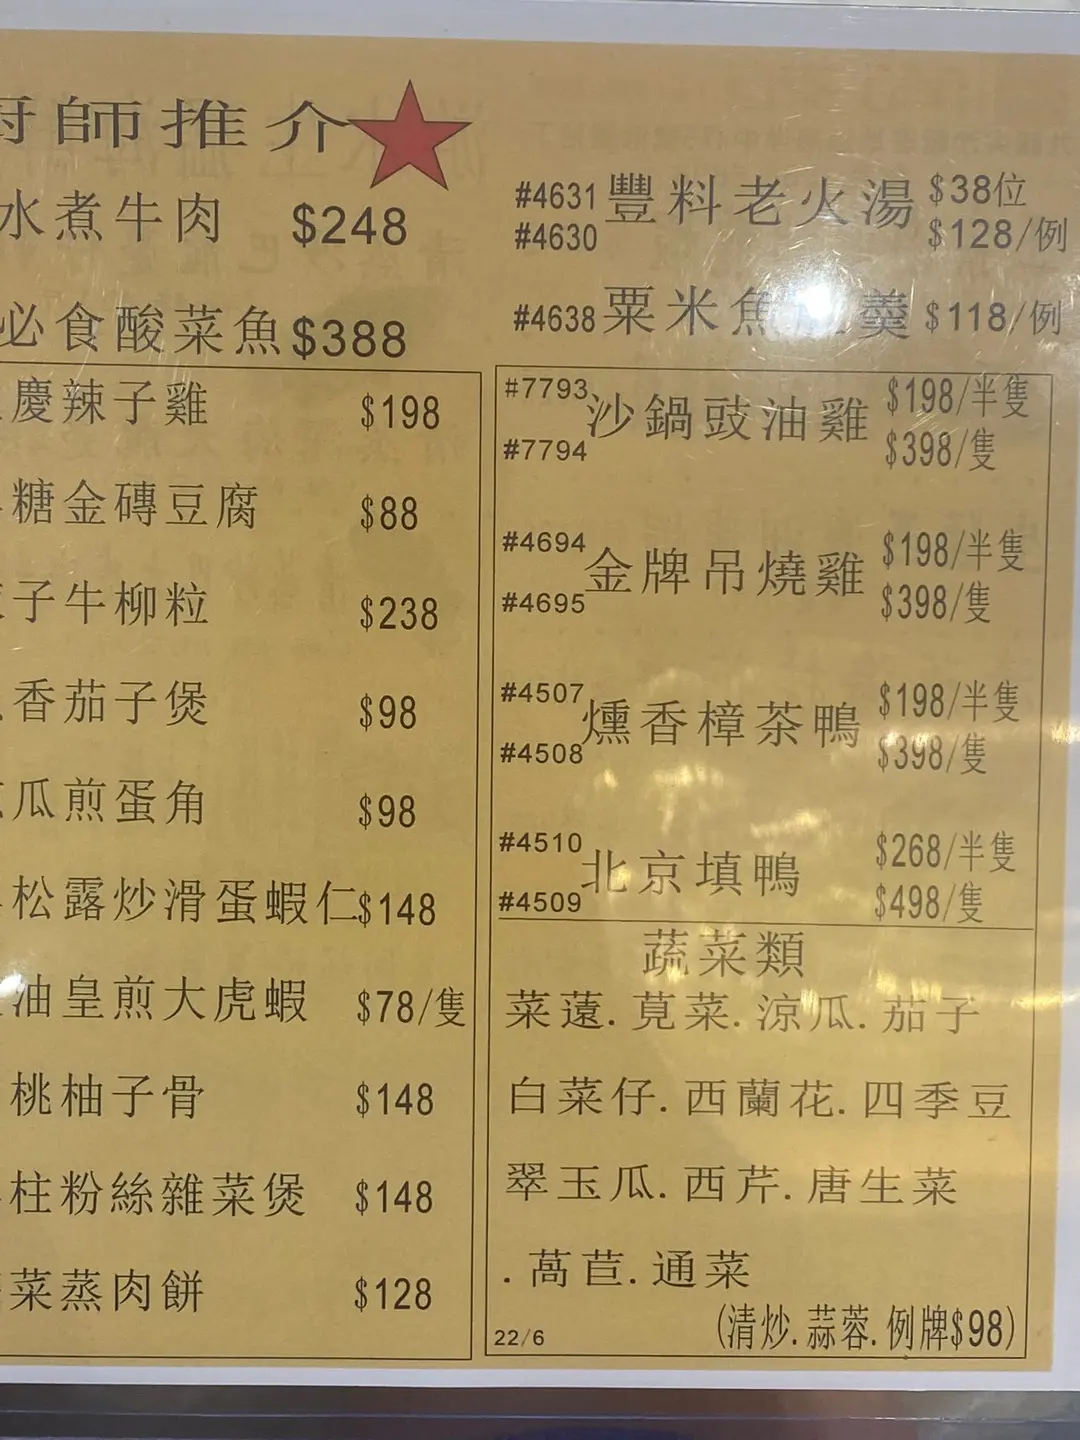 師推介
水煮牛肉 $248
必食酸菜魚 $388
慶辣子雞 $198
糖金磚豆腐 $88
子牛柳粒 $238
香茄子煲 $98
瓜煎蛋角 $98
松露炒滑蛋蝦仁 $148
油皇煎大虎蝦 $78/隻
桃柚子骨 $148
柱粉絲雜菜煲 $148
菜蒸肉餅 $128
#4631 豐料老火湯 $38位
#4630 $128/例
#4638 粟米魚羹 $118/例
#7793 沙鍋豉油雞 $198/半隻
#7794 $398/隻
#4694 金牌吊燒雞 $198/半隻
#4695 $398/隻
#4507 燻香樟茶鴨 $198/半隻
#4508 $398/隻
#4510 北京填鴨 $268/半隻
#4509 $498/隻
蔬菜類
菜薳.莧菜.涼瓜.茄子
白菜仔.西蘭花.四季豆
翠玉瓜.西芹.唐生菜
.萵苣.通菜
(清炒.蒜蓉.例牌$98)
22/6